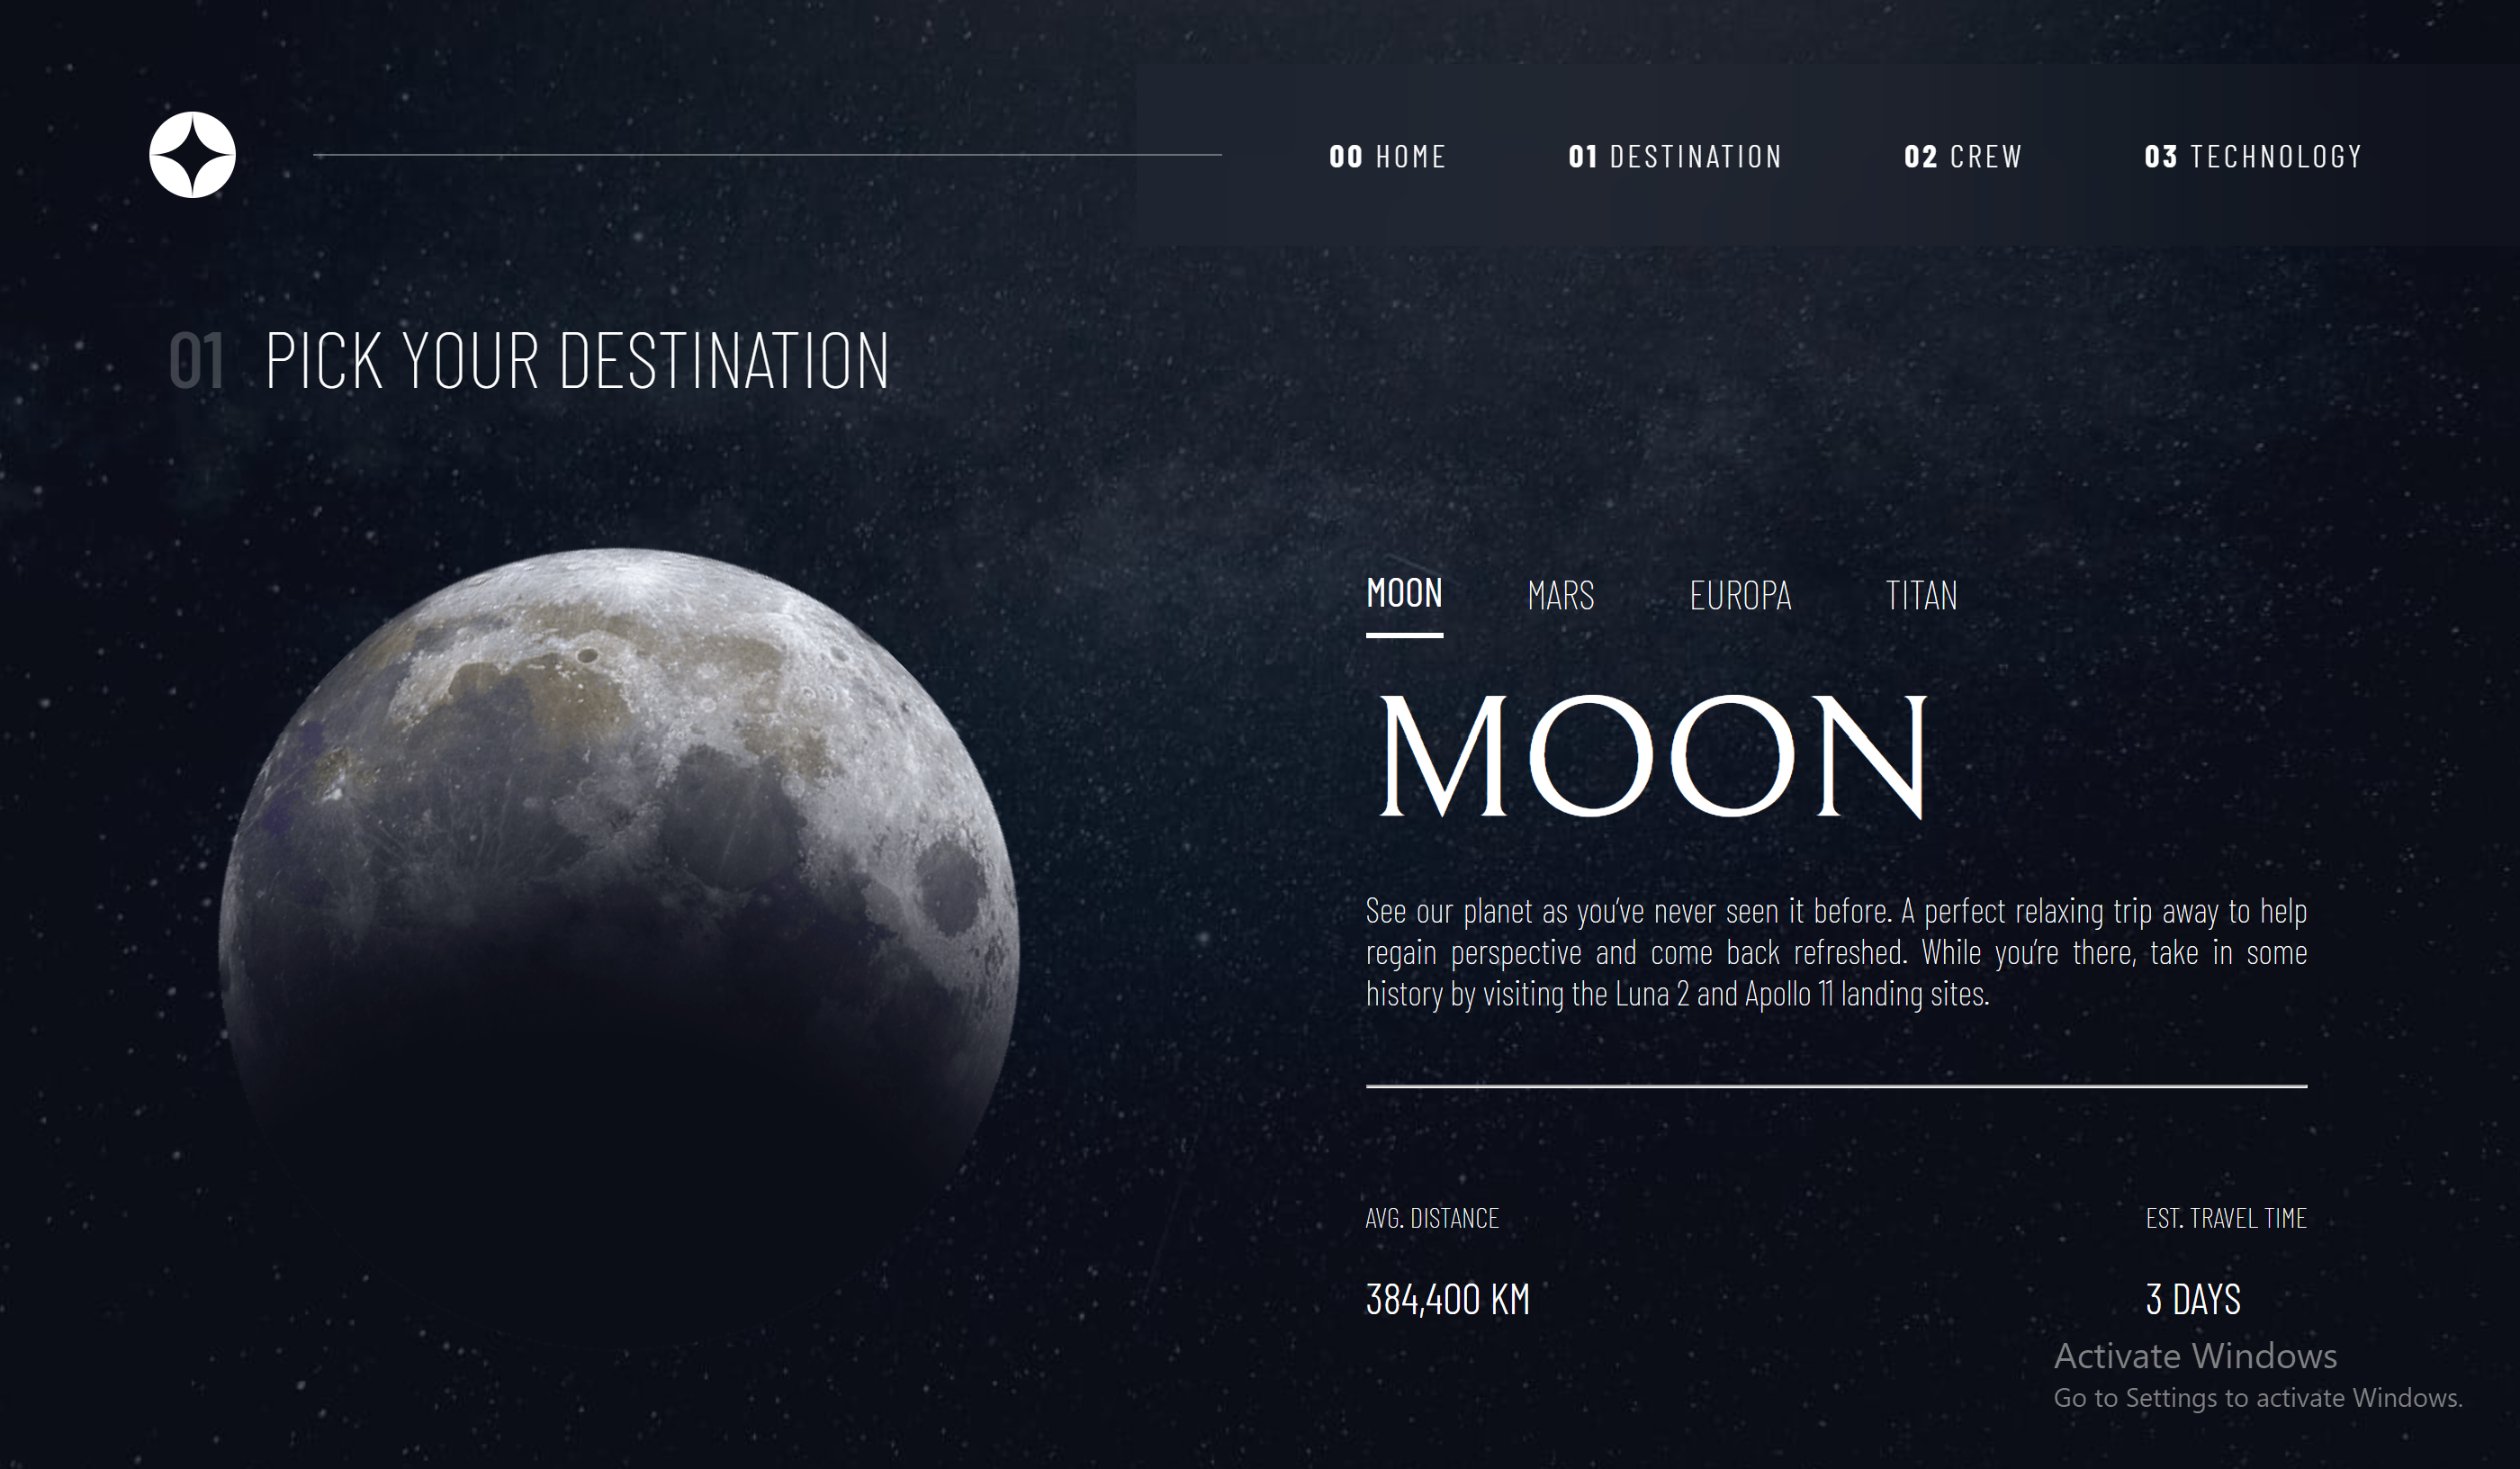 00 HOME
01 DESTINATION
02 CREW
03 TECHNOLOGY
01 PICK YOUR DESTINATION
MOON
MARS
EUROPA
TITAN
MOON
See our planet as you’ve never seen it before. A perfect relaxing trip away to help
regain perspective and come back refreshed. While you’re there, take in some
history by visiting the Luna 2 and Apollo 11 landing sites.
AVG. DISTANCE
384,400 KM
EST. TRAVEL TIME
3 DAYS
Activate Windows
Go to Settings to activate Windows.